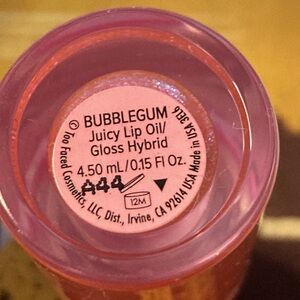 BUBBLEGUM
Juicy Lip Oil/
Gloss Hybrid
4.50 mL/0.15 Fl Oz.
A44
12M
© Too Faced Cosmetics, LLC, Dist., Irvine, CA 92614 USA Made in USA 3EL6